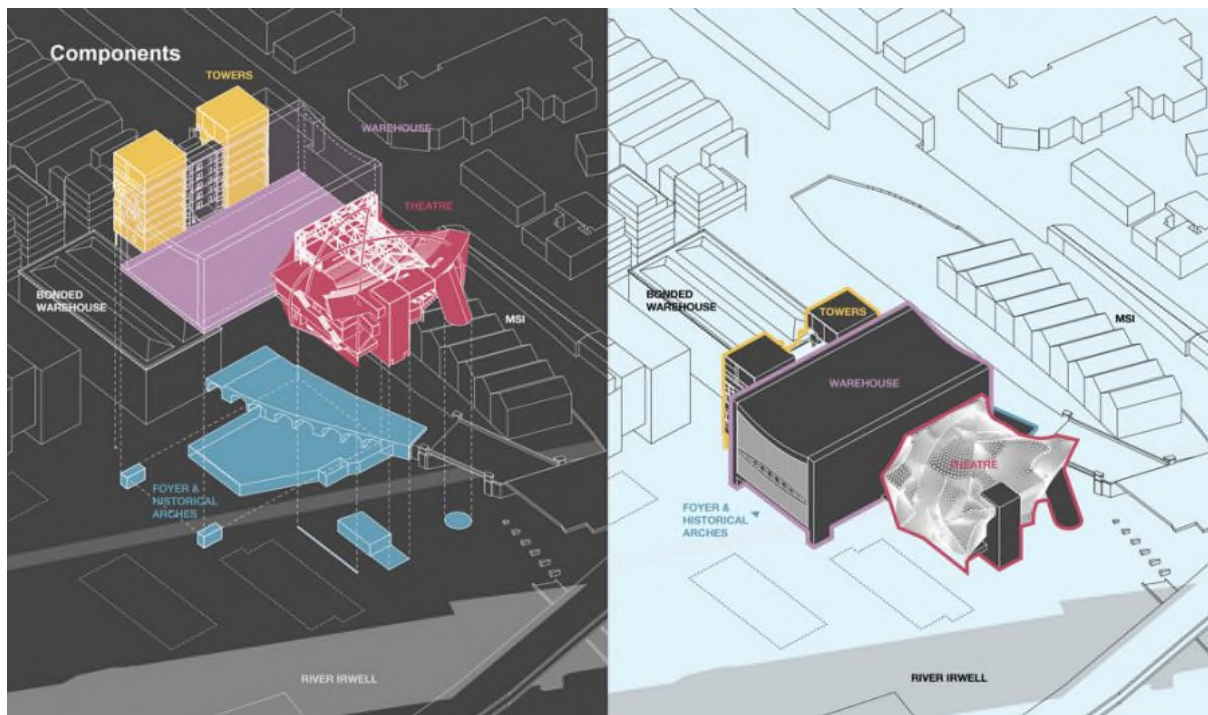 Components
TOWERS
WAREHOUSE
THEATRE
BONDED
WAREHOUSE
MSI
FOYER &
HISTORICAL
ARCHES
RIVER IRWELL
BONDED
WAREHOUSE
TOWERS
MSI
WAREHOUSE
THEATRE
FOYER &
HISTORICAL
ARCHES
RIVER IRWELL